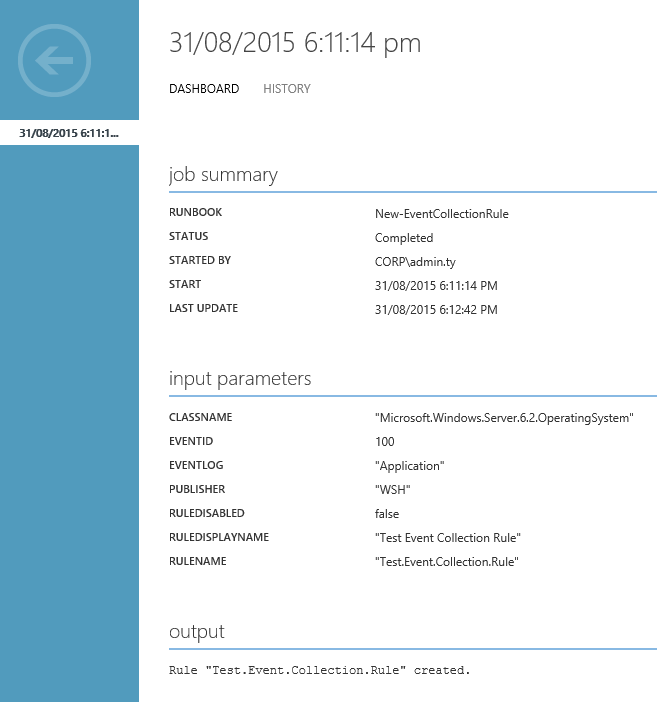 31/08/2015 6:11:14 pm
DASHBOARD HISTORY
31/08/2015 6:11:1...
job summary
RUNBOOK New-EventCollectionRule
STATUS Completed
STARTED BY CORP\admin.ty
START 31/08/2015 6:11:14 PM
LAST UPDATE 31/08/2015 6:12:42 PM
input parameters
CLASSNAME "Microsoft.Windows.Server.6.2.OperatingSystem"
EVENTID 100
EVENTLOG "Application"
PUBLISHER "WSH"
RULEDISABLED false
RULEDISPLAYNAME "Test Event Collection Rule"
RULENAME "Test.Event.Collection.Rule"
output
Rule "Test.Event.Collection.Rule" created.